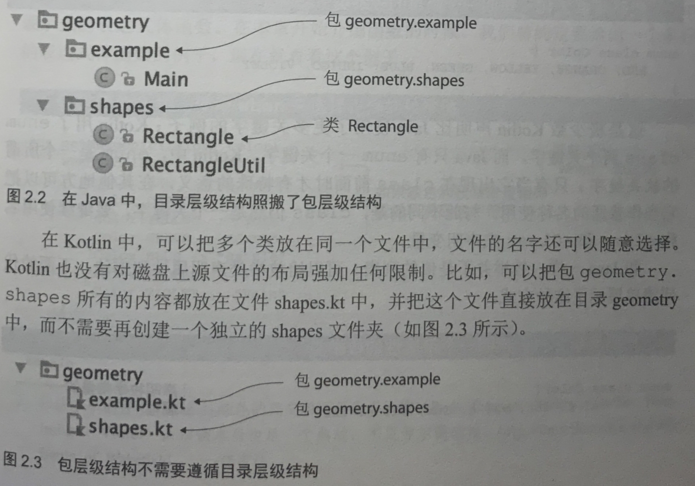 geometry
包 geometry.example
example
Main
包 geometry.shapes
shapes
类 Rectangle
Rectangle
RectangleUtil
图2.2 在 Java 中，目录层级结构照搬了包层级结构
在 Kotlin 中，可以把多个类放在同一个文件中，文件的名字还可以随意选择。
Kotlin 也没有对磁盘上源文件的布局强加任何限制。比如，可以把包 geometry.
shapes 所有的内容都放在文件 shapes.kt 中，并把这个文件直接放在目录 geometry
中，而不需要再创建一个独立的 shapes 文件夹（如图 2.3 所示）。
geometry
包 geometry.example
example.kt
包 geometry.shapes
shapes.kt
图2.3 包层级结构不需要遵循目录层级结构